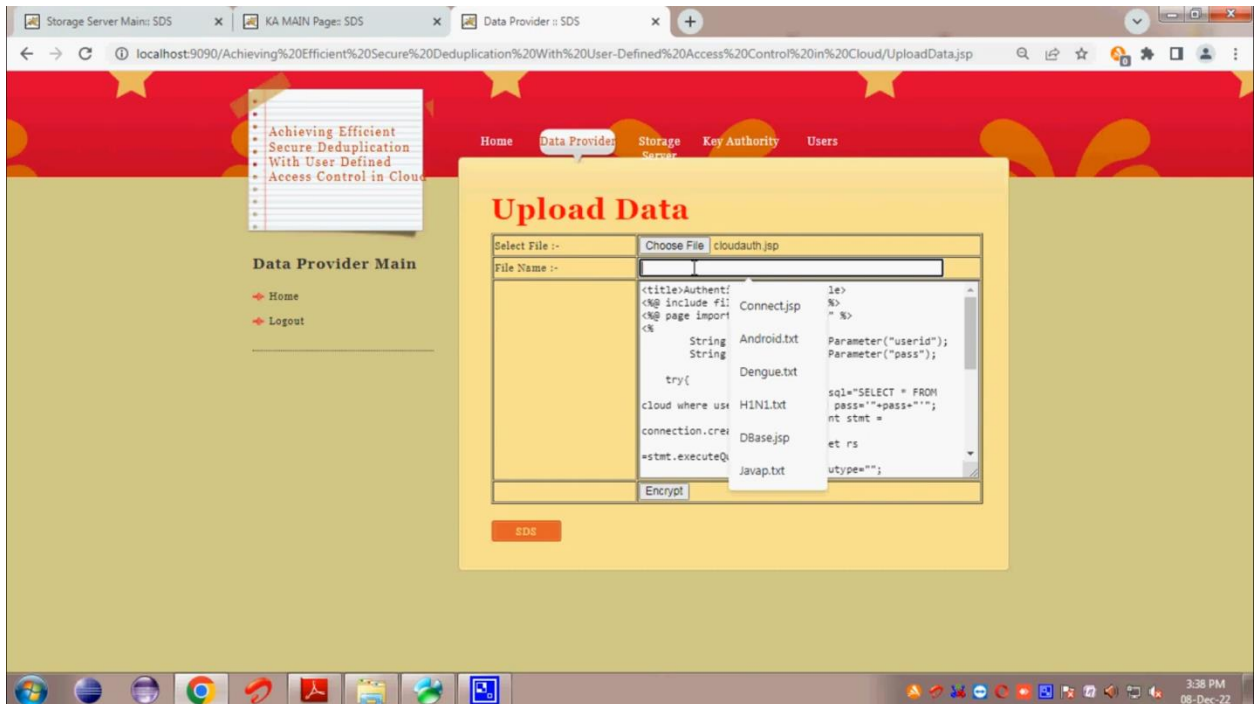 Storage Server Main:: SDS
KA MAIN Page:: SDS
Data Provider :: SDS
localhost:9090/Achieving%20Efficient%20Secure%20Deduplication%20With%20User-Defined%20Access%20Control%20in%20Cloud/UploadData.jsp
0
Achieving Efficient
Secure Deduplication
With User Defined
Access Control in Cloud
Home
Data Provider
Storage
Server
Key Authority
Users
Upload Data
Select File :-
Choose File cloudauth.jsp
File Name :-
<title>Authenti le>
<%@ include fil %>
<%@ page import " %>
<%
String Parameter("userid");
String Parameter("pass");
try{
sql="SELECT * FROM
cloud where use pass='"+pass+"'";
nt stmt =
connection.crea
et rs
=stmt.executeQu
utype="";
Connect.jsp
Android.txt
Dengue.txt
H1N1.txt
DBase.jsp
Javap.txt
Encrypt
SDS
Data Provider Main
Home
Logout
3:38 PM
08-Dec-22